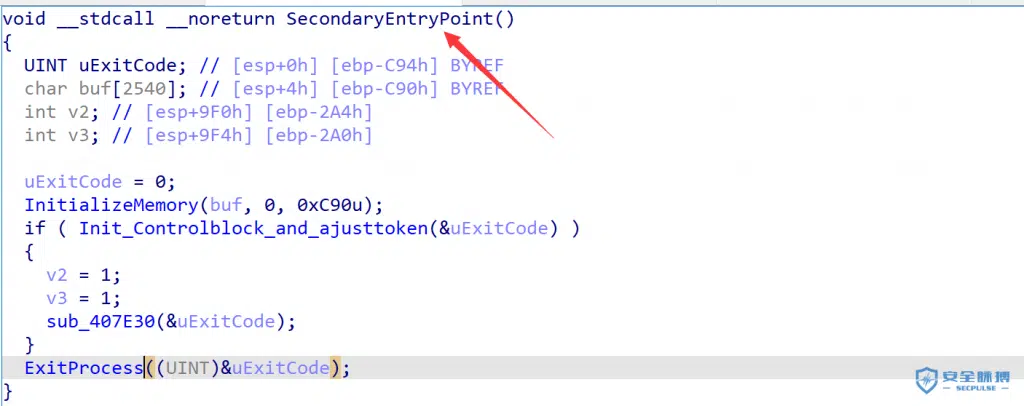 void __stdcall __noreturn SecondaryEntryPoint()
{
  UINT uExitCode; // [esp+0h] [ebp-C94h] BYREF
  char buf[2540]; // [esp+4h] [ebp-C90h] BYREF
  int v2; // [esp+9F0h] [ebp-2A4h]
  int v3; // [esp+9F4h] [ebp-2A0h]

  uExitCode = 0;
  InitializeMemory(buf, 0, 0xC90u);
  if ( Init_Controlblock_and_ajusttoken(&uExitCode) )
  {
    v2 = 1;
    v3 = 1;
    sub_407E30(&uExitCode);
  }
  ExitProcess((UINT)&uExitCode);
}
安全脉搏
SECPULSE